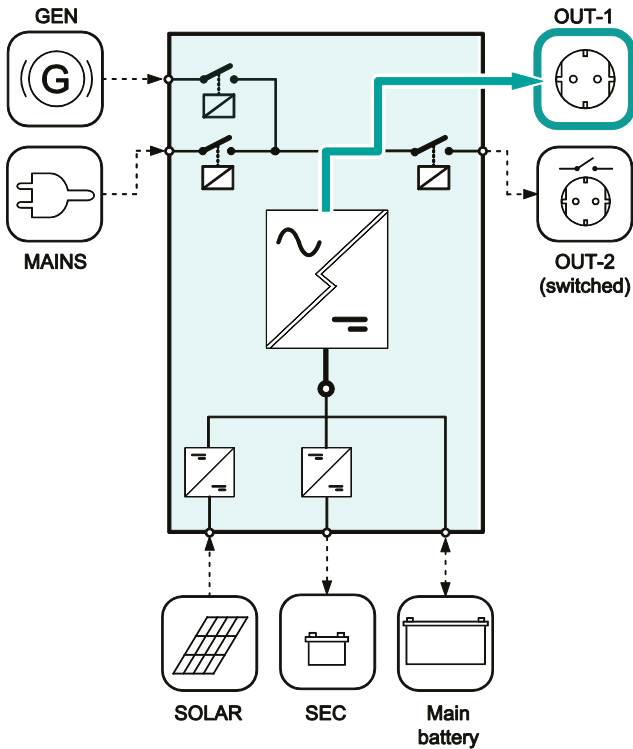 GEN
OUT-1
G
MAINS
OUT-2
(switched)
SOLAR
SEC
Main
battery